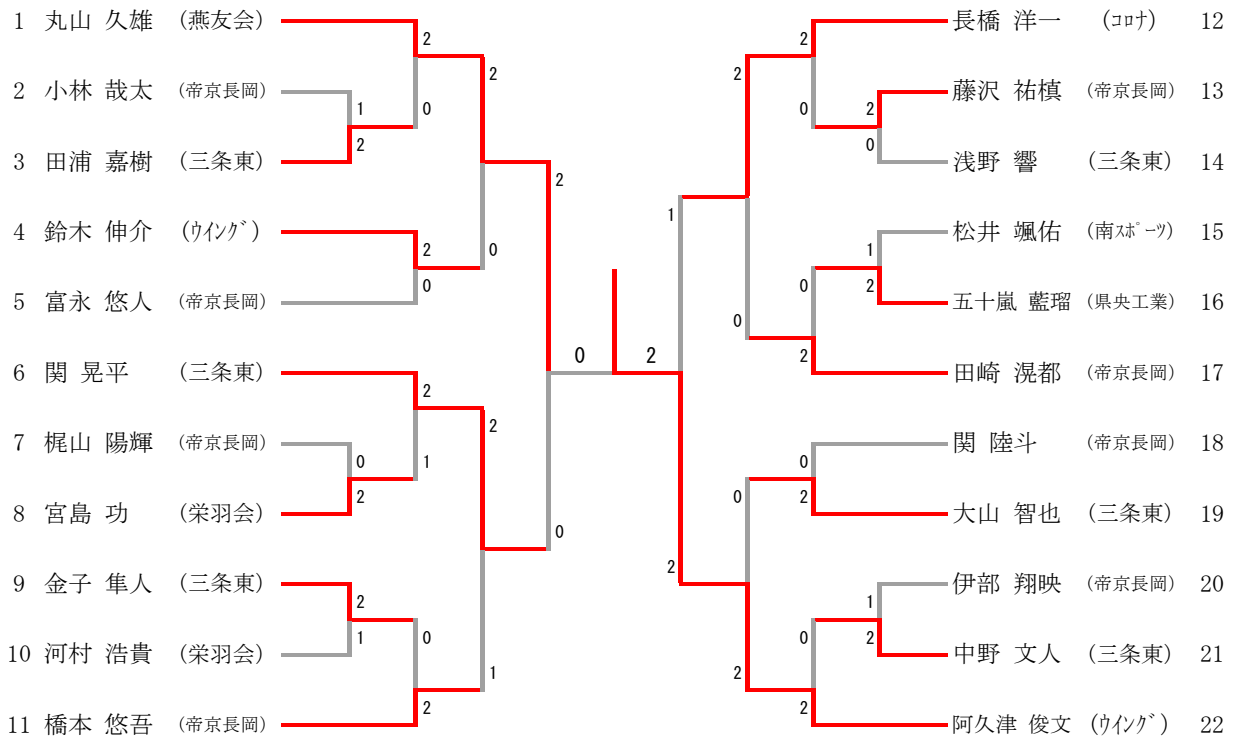 1 丸山 久雄 (燕友会)
2 小林 哉太 (帝京長岡)
3 田浦 嘉樹 (三条東)
4 鈴木 伸介 (ｳｲﾝｸﾞ)
5 富永 悠人 (帝京長岡)
6 関 晃平 (三条東)
7 梶山 陽輝 (帝京長岡)
8 宮島 功 (栄羽会)
9 金子 隼人 (三条東)
10 河村 浩貴 (栄羽会)
11 橋本 悠吾 (帝京長岡)
2
1
2
0
2
0
2
0
2
0
2
1
2
1
0
2
2
1
0
2
0
0
2
1
2
2
0
2
0
2
0
1
2
0
2
0
2
0
2
1
2
0
2
長橋 洋一 (ｺﾛﾅ) 12
藤沢 祐槙 (帝京長岡) 13
浅野 響 (三条東) 14
松井 颯佑 (南ｽﾎﾟｰﾂ) 15
五十嵐 藍瑠 (県央工業) 16
田崎 滉都 (帝京長岡) 17
関 陸斗 (帝京長岡) 18
大山 智也 (三条東) 19
伊部 翔映 (帝京長岡) 20
中野 文人 (三条東) 21
阿久津 俊文 (ｳｲﾝｸﾞ) 22